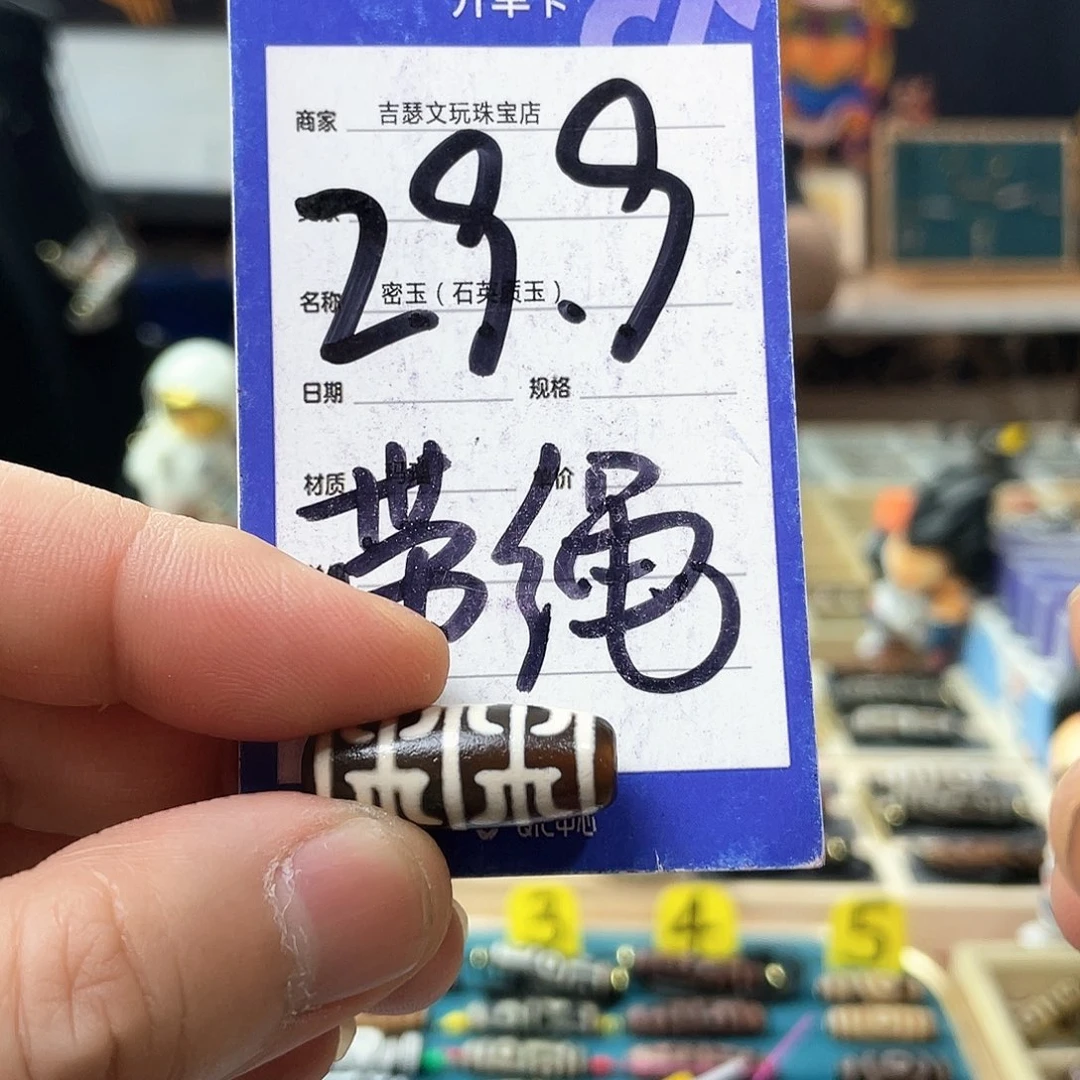 商家 吉瑟文玩珠宝店
29.9
名称 密玉（石英质玉）
日期 规格
材质
带绳
3 4 5